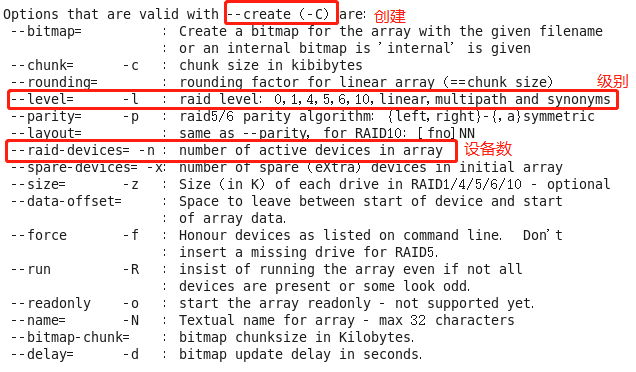 Options that are valid with --create (-C) are: 创建
--bitmap= : Create a bitmap for the array with the given filename
or an internal bitmap is 'internal' is given
--chunk= -c : chunk size in kibibytes
--rounding= : rounding factor for linear array (==chunk size) 级别
--level= -l : raid level: 0,1,4,5,6,10,linear,multipath and synonyms
--parity= -p : raid5/6 parity algorithm: {left,right}-{,a}symmetric
--layout= : same as --parity, for RAID10: [fno]NN
--raid-devices= -n : number of active devices in array 设备数
--spare-devices= -x: number of spare (eXtra) devices in initial array
--size= -z : Size (in K) of each drive in RAID1/4/5/6/10 - optional
--data-offset= : Space to leave between start of device and start
of array data.
--force -f : Honour devices as listed on command line. Don't
insert a missing drive for RAID5.
--run -R : insist of running the array even if not all
devices are present or some look odd.
--readonly -o : start the array readonly - not supported yet.
--name= -N : Textual name for array - max 32 characters
--bitmap-chunk= : bitmap chunksize in Kilobytes.
--delay= -d : bitmap update delay in seconds.